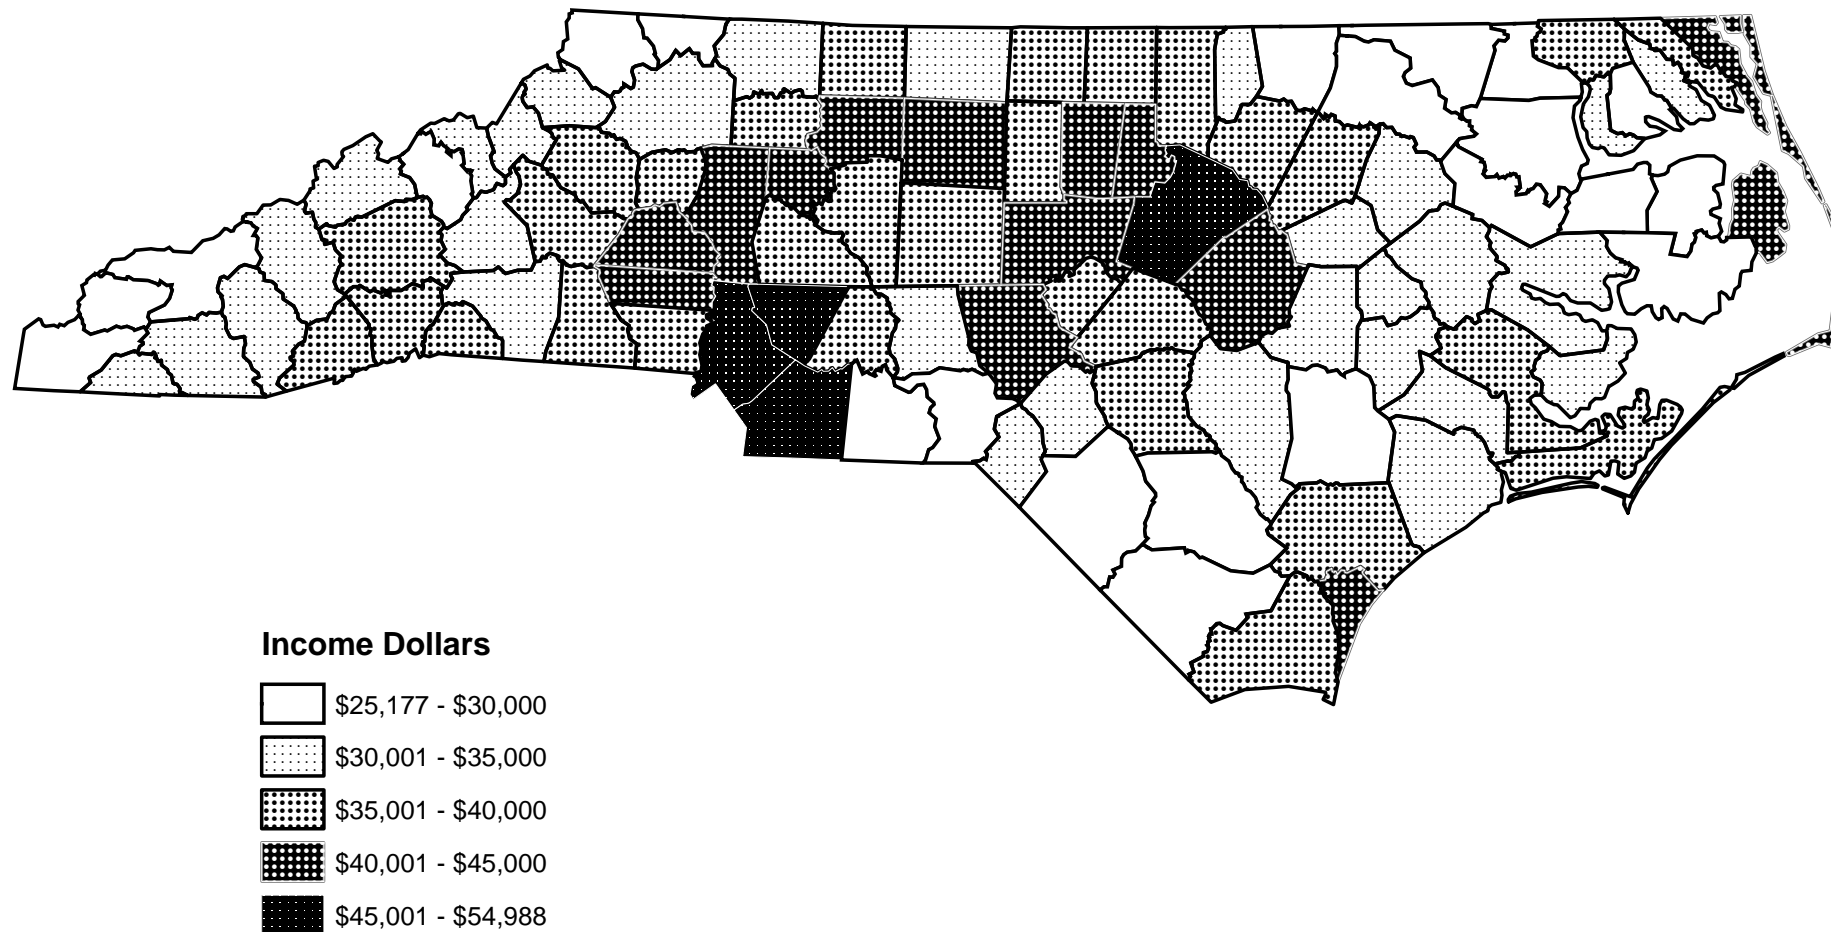 Income Dollars
$25,177 - $30,000
$30,001 - $35,000
$35,001 - $40,000
$40,001 - $45,000
$45,001 - $54,988